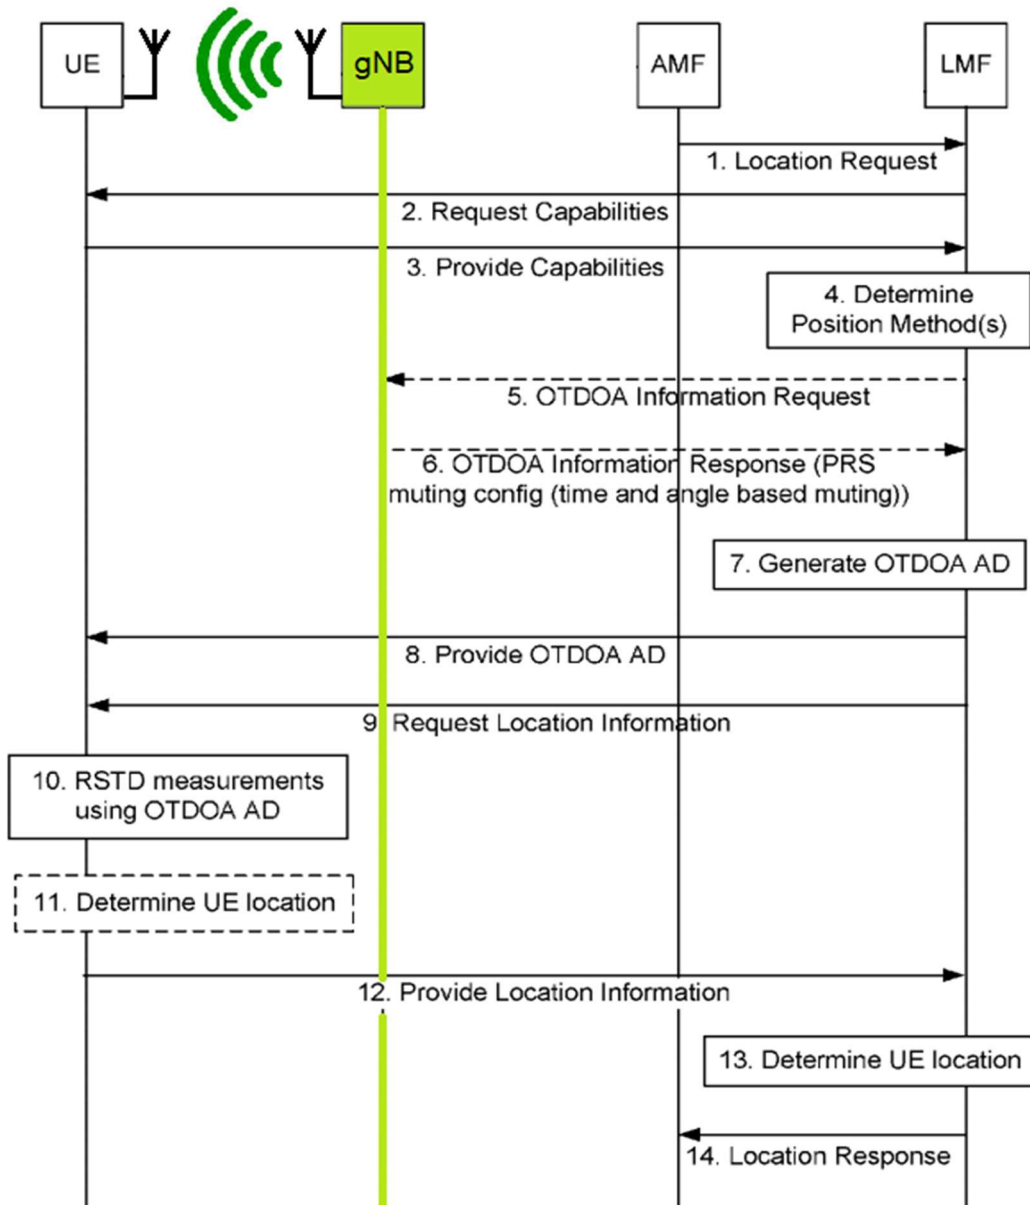 UE
gNB
AMF
LMF
1. Location Request
2. Request Capabilities
3. Provide Capabilities
4. Determine
Position Method(s)
5. OTDOA Information Request
6. OTDOA Information Response (PRS
muting config (time and angle based muting))
7. Generate OTDOA AD
8. Provide OTDOA AD
9. Request Location Information
10. RSTD measurements
using OTDOA AD
11. Determine UE location
12. Provide Location Information
13. Determine UE location
14. Location Response